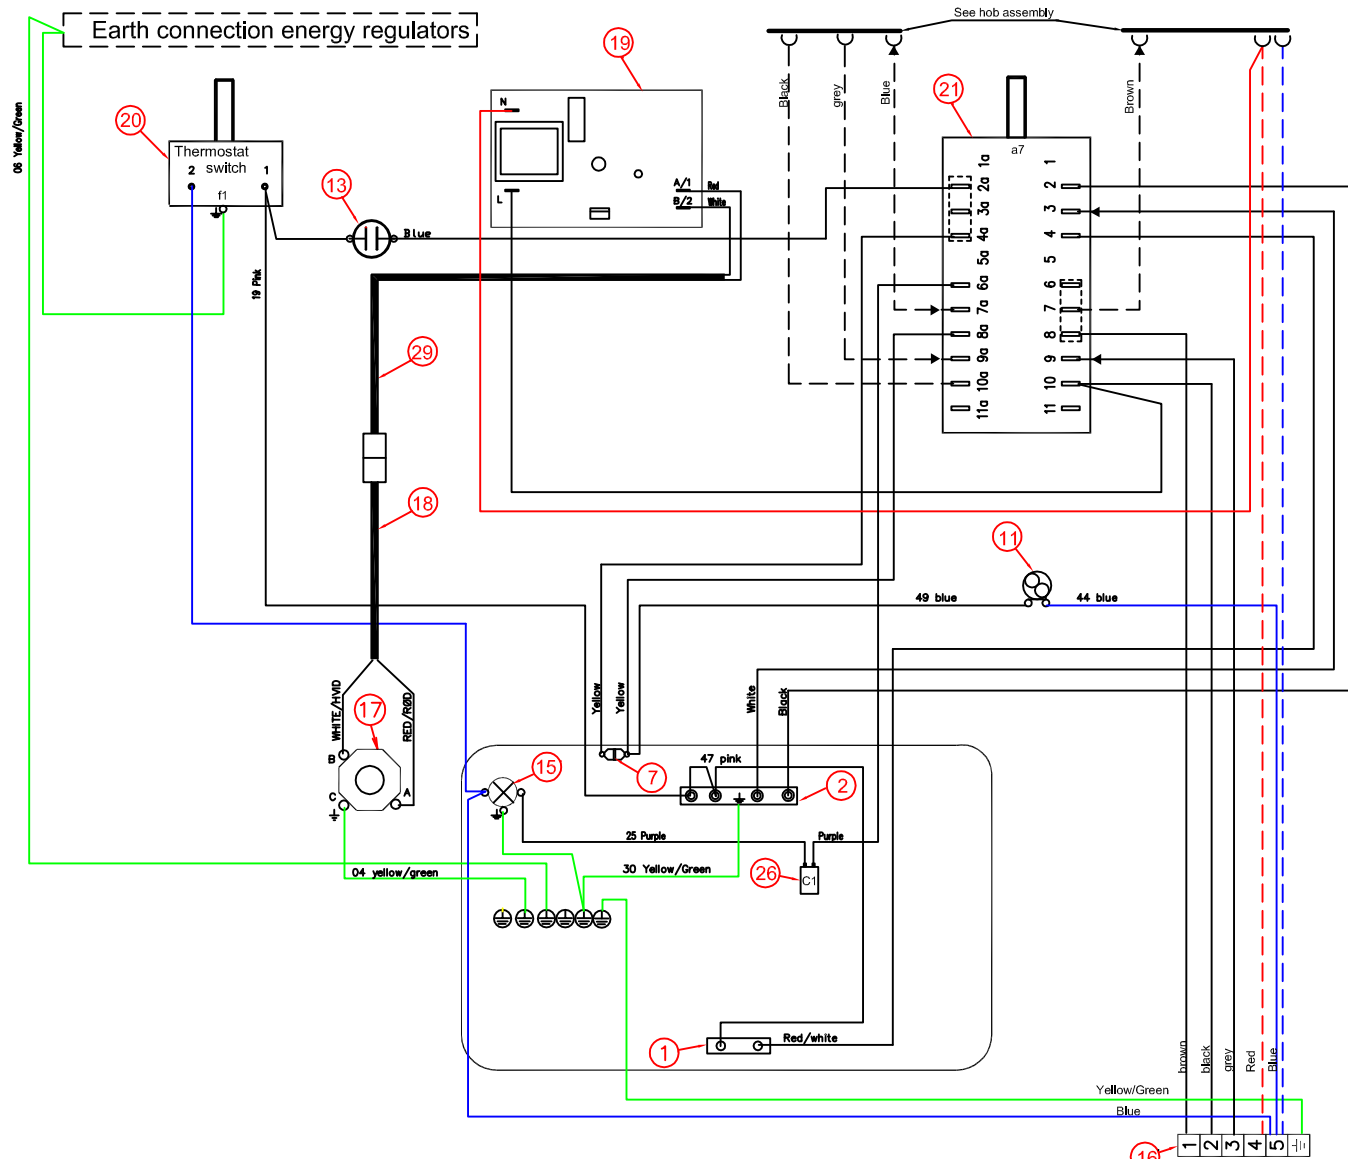 See hob assembly
Earth connection energy regulators
19
Black
grey
Blue
Brown
21
20
N
06 Yellow/Green
Thermostat
switch
2
1
f1
13
A/1
Red
B/2
White
L
Blue
a7
1a
1
2a
2
3a
3
4a
4
5a
5
6a
6
7a
7
8a
8
9a
9
10a
10
11a
11
19 Pink
29
18
11
49 blue
44 blue
WHITE/HVID
17
RED/RØD
Yellow
Yellow
White
Black
B
A
C
15
7
47 pink
2
25 Purple
Purple
04 yellow/green
30 Yellow/Green
26
C1
1
Red/white
brown
black
grey
Red
Blue
Yellow/Green
Blue
16
1
2
3
4
5